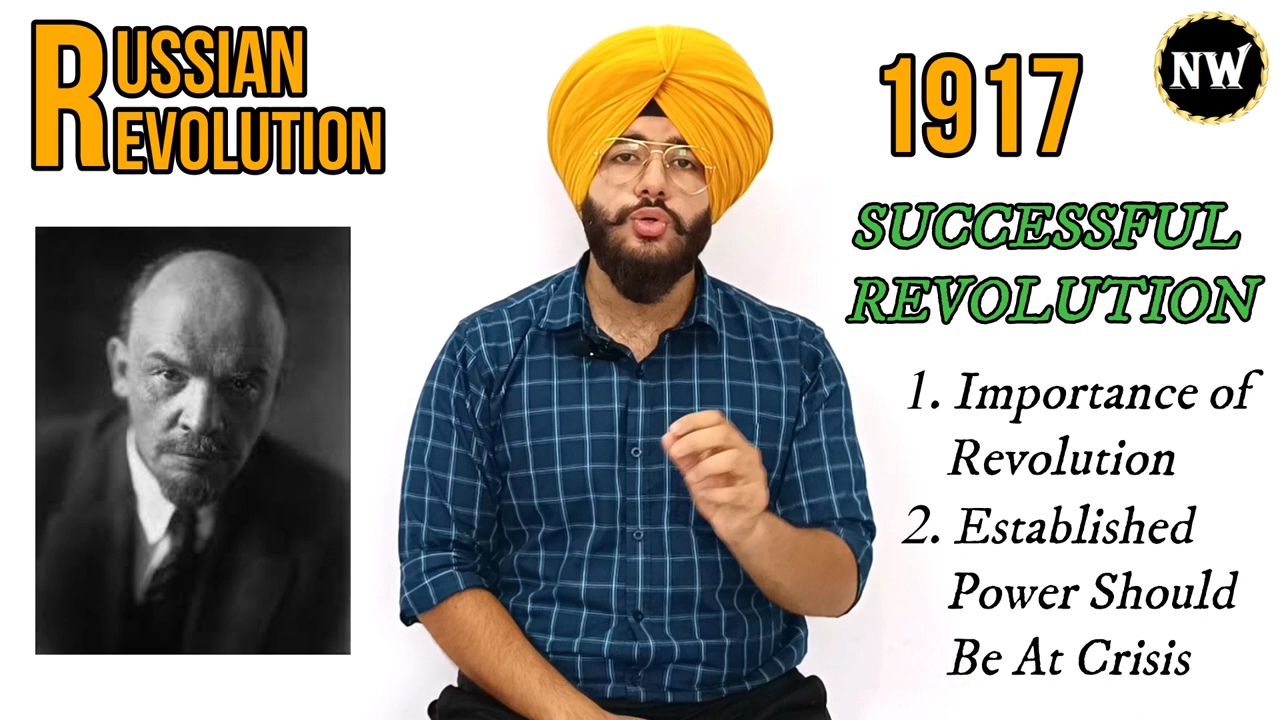 RUSSIAN
REVOLUTION
1917
NW
SUCCESSFUL
REVOLUTION
1. Importance of
Revolution
2. Established
Power Should
Be At Crisis